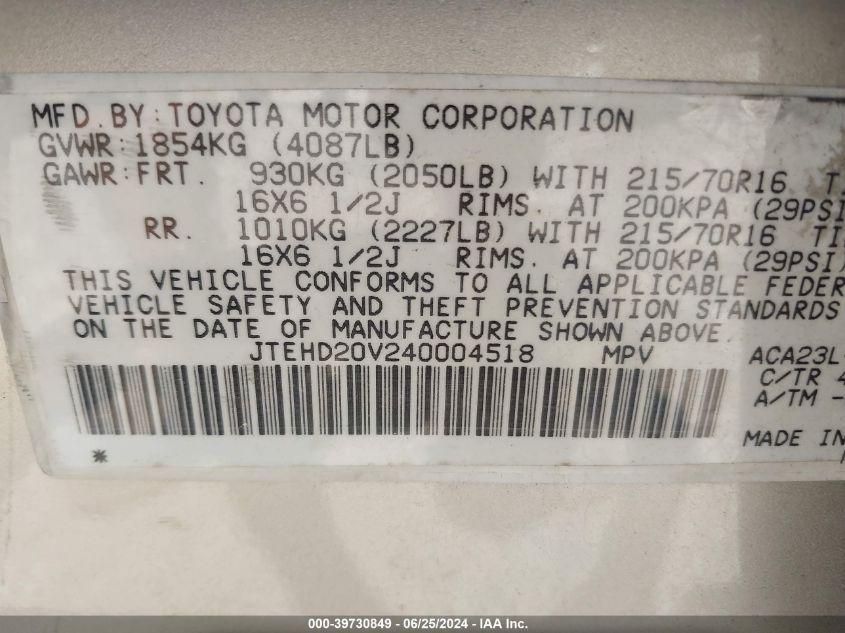 MFD. BY: TOYOTA MOTOR CORPORATION
GVWR: 1854KG (4087LB)
GAWR: FRT. 930KG (2050LB) WITH 215/70R16
16X6 1/2J RIMS. AT 200KPA (29PSI
RR. 1010KG (2227LB) WITH 215/70R16
16X6 1/2J RIMS. AT 200KPA (29PSI)
THIS VEHICLE CONFORMS TO ALL APPLICABLE FEDER
VEHICLE SAFETY AND THEFT PREVENTION STANDARDS
ON THE DATE OF MANUFACTURE SHOWN ABOVE.
JTEHD20V240004518 MPV ACA23L-
C/TR 4
A/TM -
*
MADE IN
000-39730849 - 06/25/2024 - IAA Inc.